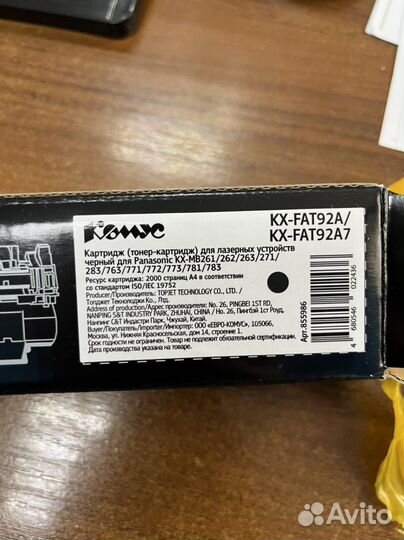 Комус
KX-FAT92A/
KX-FAT92A7
Картридж (тонер-картридж) для лазерных устройств
черный для Panasonic KX-MB261/262/263/271/
283/763/771/772/773/781/783
Ресурс картриджа: 2000 страниц А4 в соответствии
со стандартом ISO/IEC 19752
Producer/Производитель: TOPJET TECHNOLOGY CO., LTD. /
Топджет Текнолоджи Ко., Лтд.
Address of production/Адрес производителя: No. 26, PINGBEI 1ST RD,
NANPING S&T INDUSTRY PARK, ZHUHAI, CHINA / No. 26, Пингбэй 1ст Роуд,
Нанпинг С&Т Индастри Парк, Чжухай, Китай.
Buyer/Покупатель/Importer/Импортер: ООО «ЕВРО-КОМУС», 105066,
Москва, ул. Нижняя Красносельская, дом 14, строение 1.
Срок годности не ограничен. Товар не подлежит обязательной сертификации.
Дата изготовления указана на товаре.
Арт.: 855986
4 680546 022436
Avito